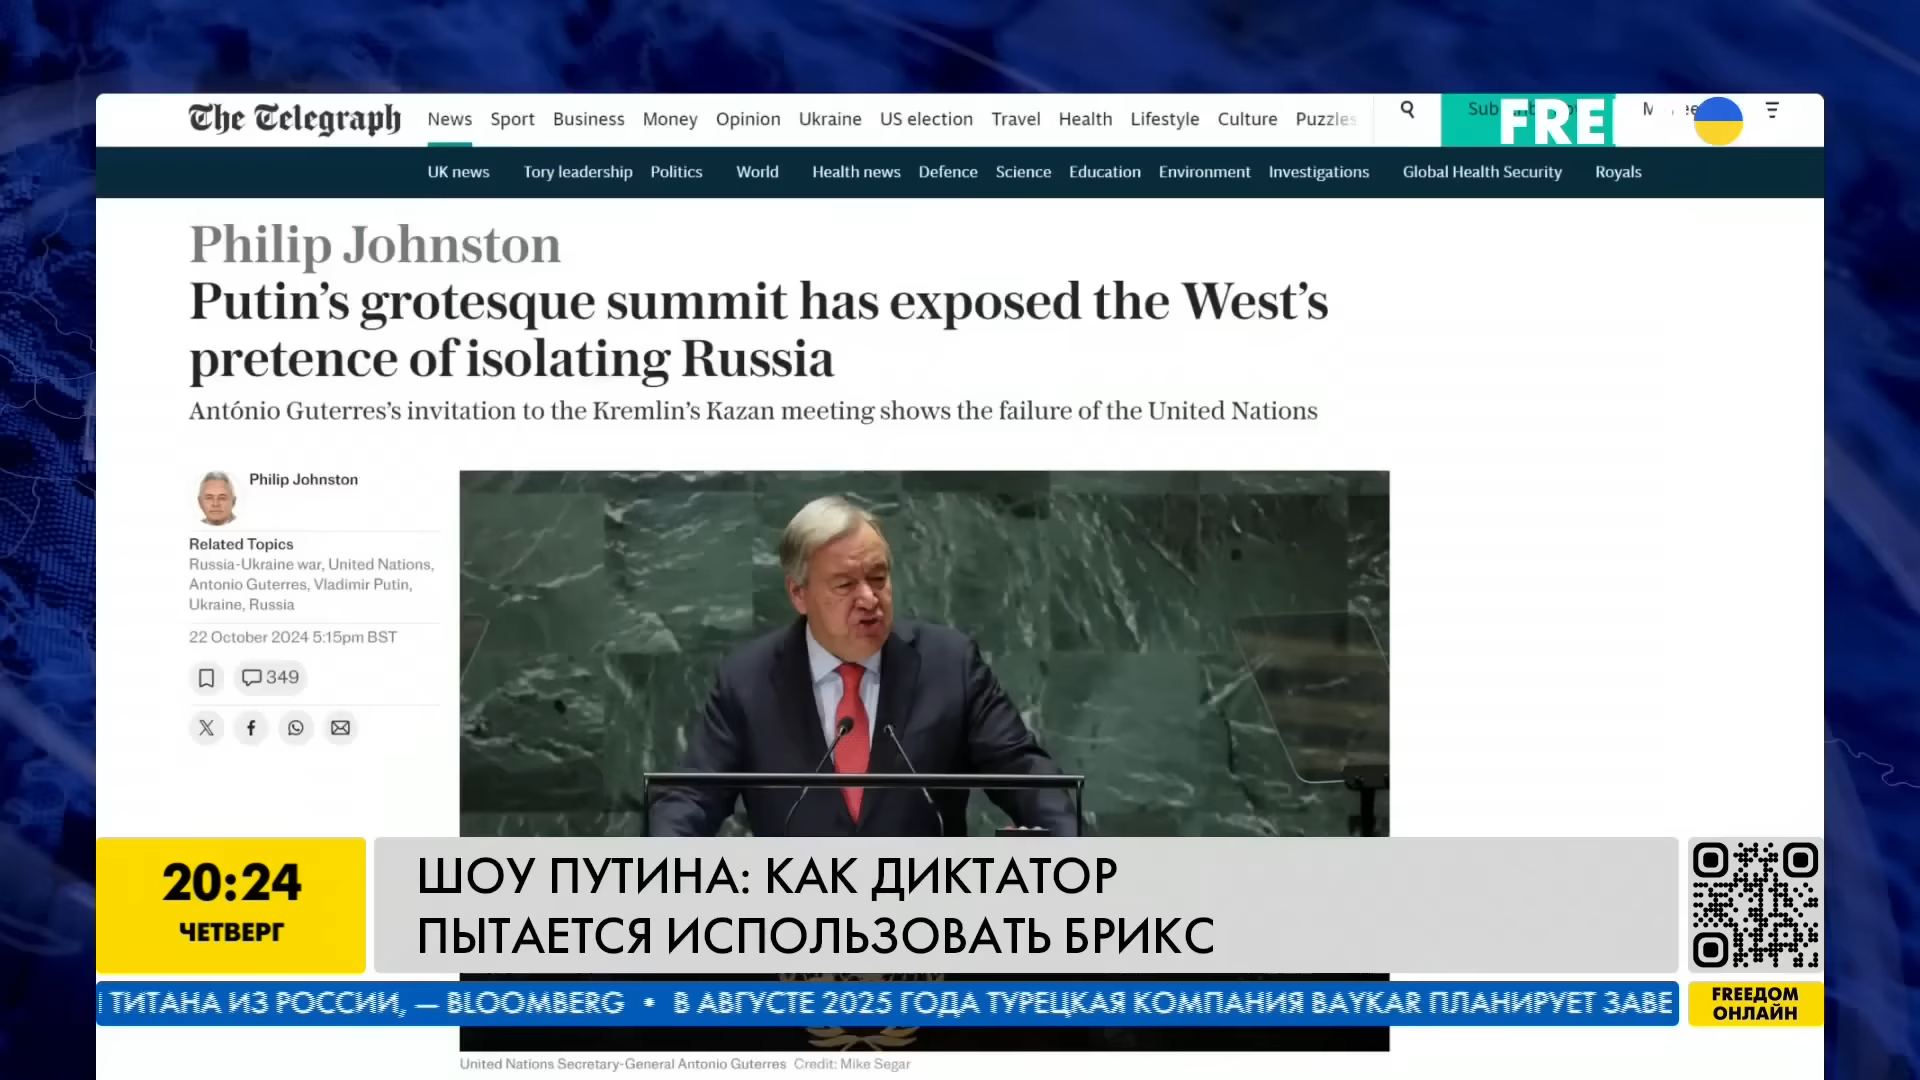 The Telegraph
News Sport Business Money Opinion Ukraine US election Travel Health Lifestyle Culture Puzzles
FREE
UK news Tory leadership Politics World Health news Defence Science Education Environment Investigations Global Health Security Royals
Philip Johnston
Putin’s grotesque summit has exposed the West’s
pretence of isolating Russia
António Guterres’s invitation to the Kremlin’s Kazan meeting shows the failure of the United Nations
Philip Johnston
Related Topics
Russia-Ukraine war, United Nations,
Antonio Guterres, Vladimir Putin,
Ukraine, Russia
22 October 2024 5:15pm BST
349
20:24
ЧЕТВЕРГ
ШОУ ПУТИНА: КАК ДИКТАТОР
ПЫТАЕТСЯ ИСПОЛЬЗОВАТЬ БРИКС
ТИТАНА ИЗ РОССИИ, — BLOOMBERG • В АВГУСТЕ 2025 ГОДА ТУРЕЦКАЯ КОМПАНИЯ BAYKAR ПЛАНИРУЕТ ЗАВЕ
FREEДОМ
ОНЛАЙН
United Nations Secretary-General Antonio Guterres Credit: Mike Segar